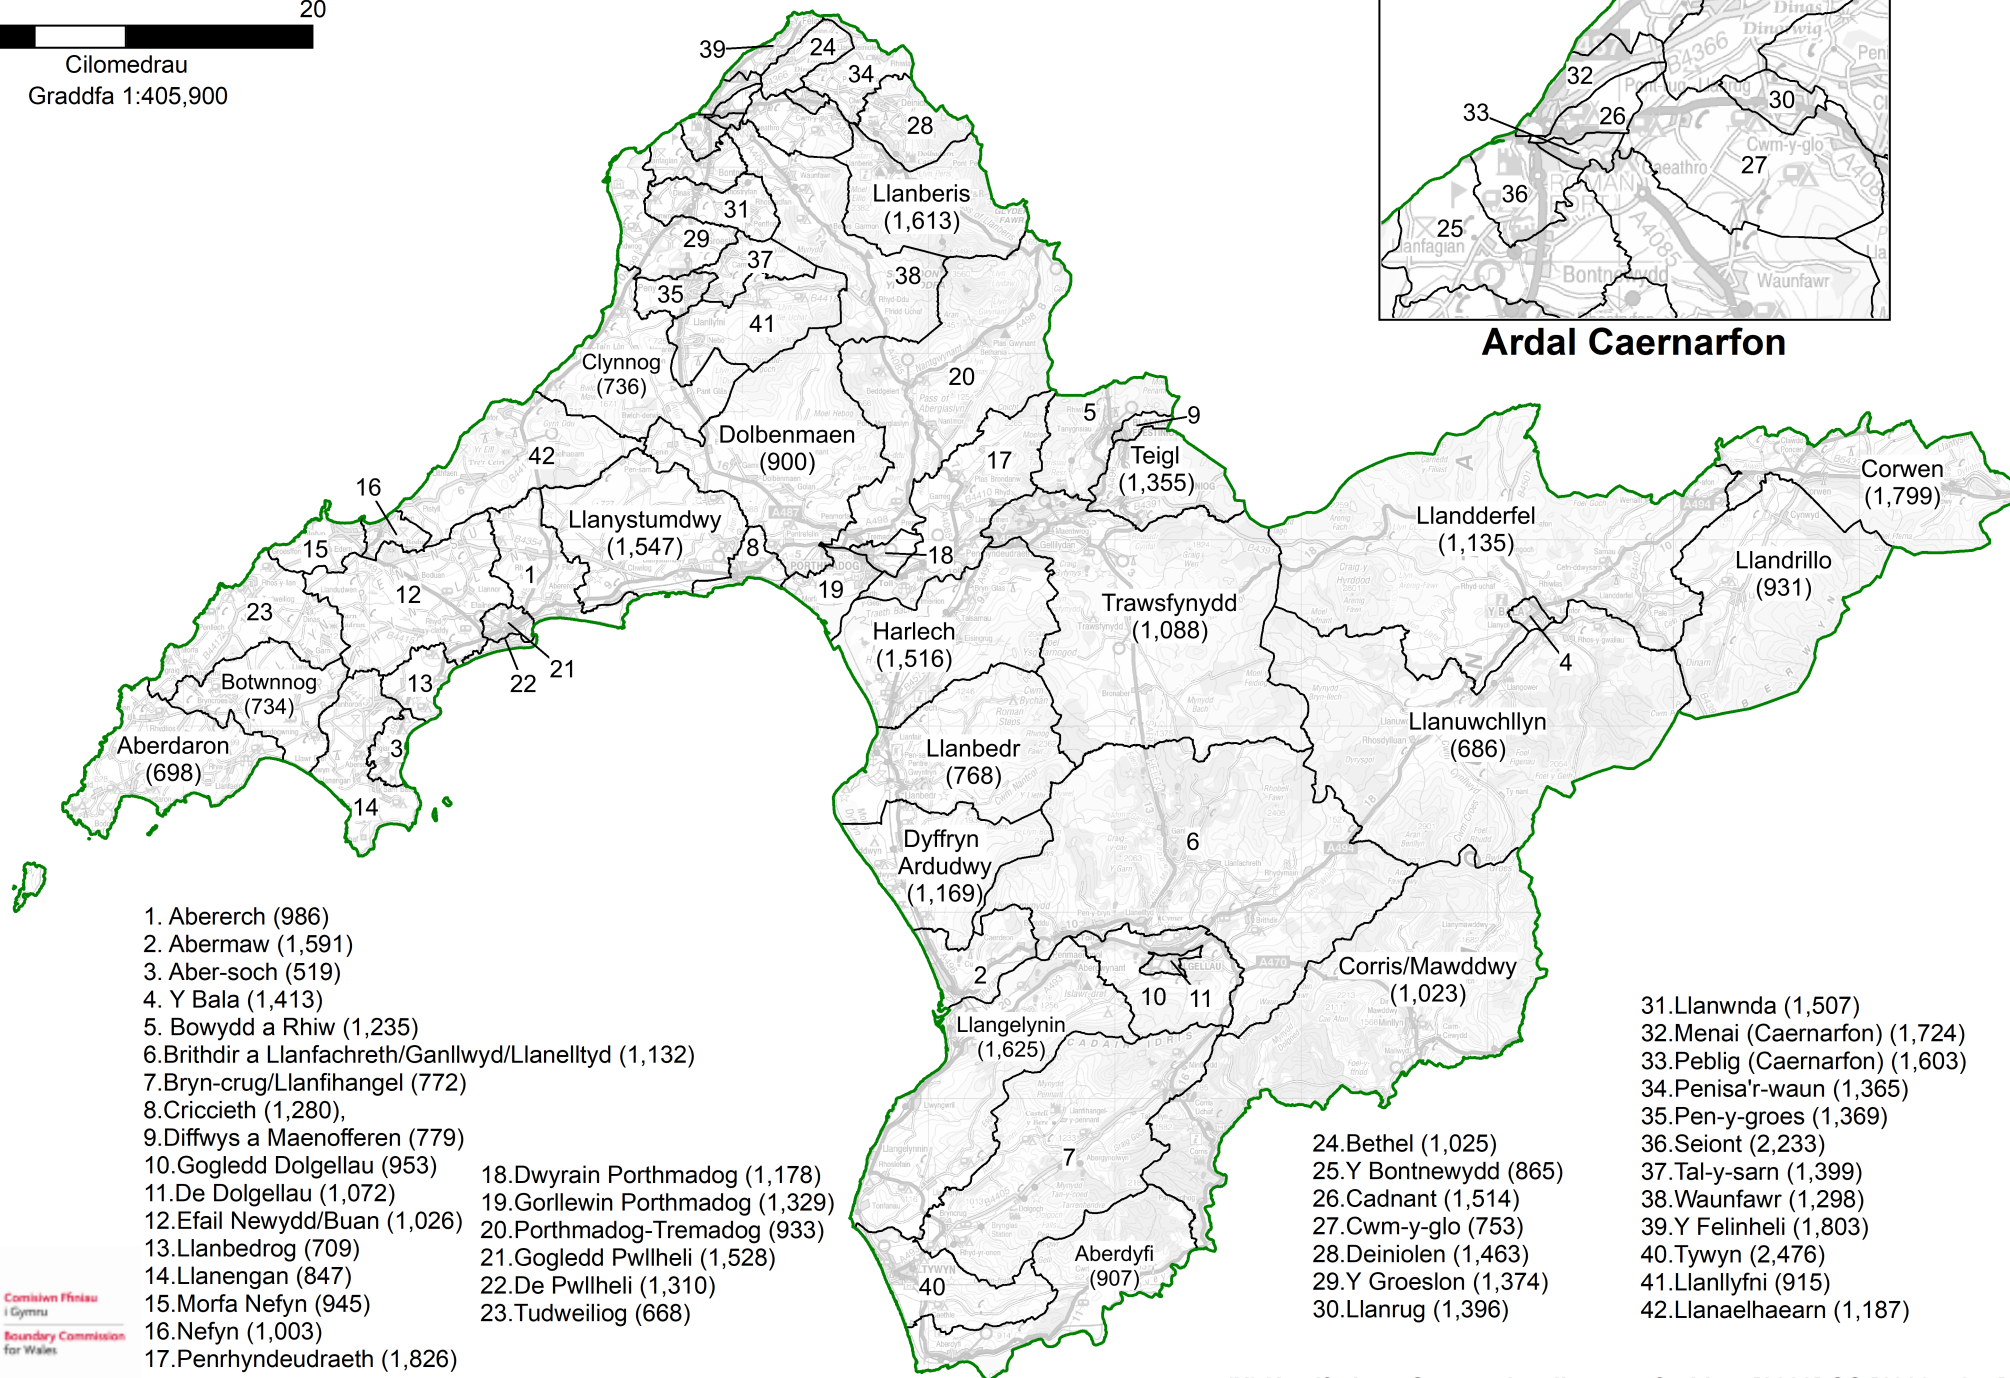 20
Cilomedrau
Graddfa 1:405,900
39
24
34
28
Llanberis
(1,613)
31
29
37
35
38
41
Clynnog
(736)
20
Dolbenmaen
(900)
42
17
5
9
Teigl
(1,355)
16
15
Llanystumdwy
(1,547)
8
18
19
1
12
23
21
22
13
Botwnnog
(734)
Aberdaron
(698)
3
14
Harlech
(1,516)
Trawsfynydd
(1,088)
Llanbedr
(768)
Dyffryn
Ardudwy
(1,169)
6
Llandderfel
(1,135)
Corwen
(1,799)
Llandrillo
(931)
4
Llanuwchllyn
(686)
Corris/Mawddwy
(1,023)
2
10
11
Llangelynin
(1,625)
7
Aberdyfi
(907)
40
A487
A494
A494
A470
32
33
26
30
27
36
25
B4366
Cwm-y-glo
Caeathro
A4085
Bontnewydd
Waunfawr
Ardal Caernarfon
1. Abererch (986)
2. Abermaw (1,591)
3. Aber-soch (519)
4. Y Bala (1,413)
5. Bowydd a Rhiw (1,235)
6.Brithdir a Llanfachreth/Ganllwyd/Llanelltyd (1,132)
7.Bryn-crug/Llanfihangel (772)
8.Criccieth (1,280),
9.Diffwys a Maenofferen (779)
10.Gogledd Dolgellau (953)
11.De Dolgellau (1,072)
12.Efail Newydd/Buan (1,026)
13.Llanbedrog (709)
14.Llanengan (847)
15.Morfa Nefyn (945)
16.Nefyn (1,003)
17.Penrhyndeudraeth (1,826)
18.Dwyrain Porthmadog (1,178)
19.Gorllewin Porthmadog (1,329)
20.Porthmadog-Tremadog (933)
21.Gogledd Pwllheli (1,528)
22.De Pwllheli (1,310)
23.Tudweiliog (668)
24.Bethel (1,025)
25.Y Bontnewydd (865)
26.Cadnant (1,514)
27.Cwm-y-glo (753)
28.Deiniolen (1,463)
29.Y Groeslon (1,374)
30.Llanrug (1,396)
31.Llanwnda (1,507)
32.Menai (Caernarfon) (1,724)
33.Peblig (Caernarfon) (1,603)
34.Penisa'r-waun (1,365)
35.Pen-y-groes (1,369)
36.Seiont (2,233)
37.Tal-y-sarn (1,399)
38.Waunfawr (1,298)
39.Y Felinheli (1,803)
40.Tywyn (2,476)
41.Llanllyfni (915)
42.Llanaelhaearn (1,187)
Comisiwn Ffiniau
i Gymru
Boundary Commission
for Wales